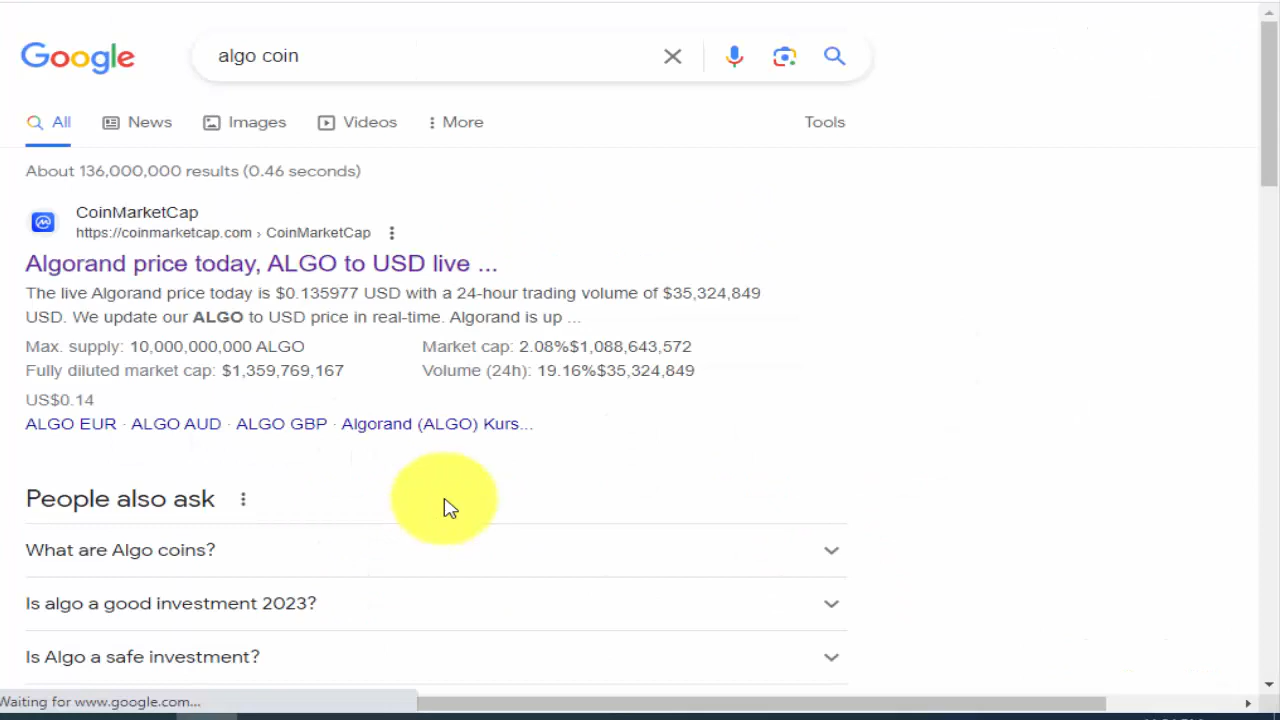 Google
algo coin
All News Images Videos More Tools
About 136,000,000 results (0.46 seconds)
CoinMarketCap
https://coinmarketcap.com › CoinMarketCap
Algorand price today, ALGO to USD live ...
The live Algorand price today is $0.135977 USD with a 24-hour trading volume of $35,324,849
USD. We update our ALGO to USD price in real-time. Algorand is up ...
Max. supply: 10,000,000,000 ALGO Market cap: 2.08%$1,088,643,572
Fully diluted market cap: $1,359,769,167 Volume (24h): 19.16%$35,324,849
US$0.14
ALGO EUR · ALGO AUD · ALGO GBP · Algorand (ALGO) Kurs...
People also ask
What are Algo coins?
Is algo a good investment 2023?
Is Algo a safe investment?
Waiting for www.google.com...